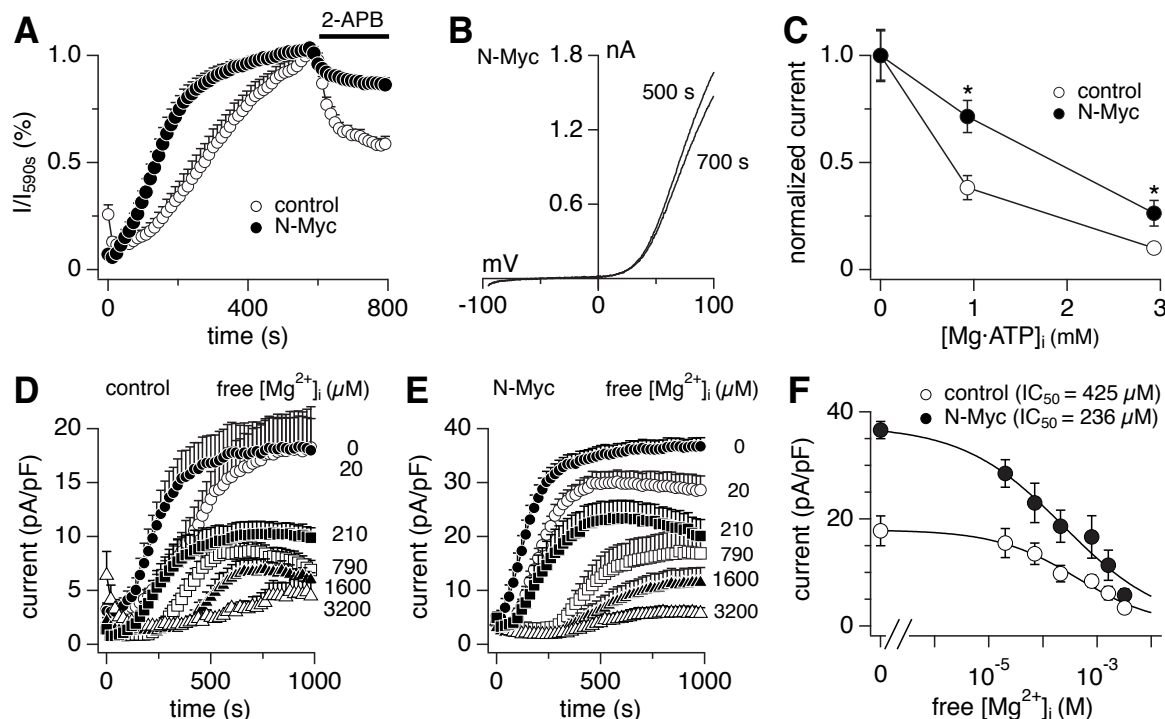 A
2-APB
1.0
0.5
0
I/I590s (%)
control
N-Myc
0
400
800
time (s)
B
N-Myc
nA
1.8
1.2
0.6
500 s
700 s
mV
-100
0
100
C
control
N-Myc
*
*
1.0
0.5
0
normalized current
0
1
2
3
[Mg·ATP]i (mM)
D
control
free [Mg2+]i (µM)
20
15
10
5
0
current (pA/pF)
0
20
210
790
1600
3200
0
500
1000
time (s)
E
N-Myc
free [Mg2+]i (µM)
40
30
20
10
0
current (pA/pF)
0
20
210
790
1600
3200
0
500
1000
time (s)
F
control (IC50 = 425 µM)
N-Myc (IC50 = 236 µM)
40
20
0
current (pA/pF)
0
10-5
10-3
free [Mg2+]i (M)